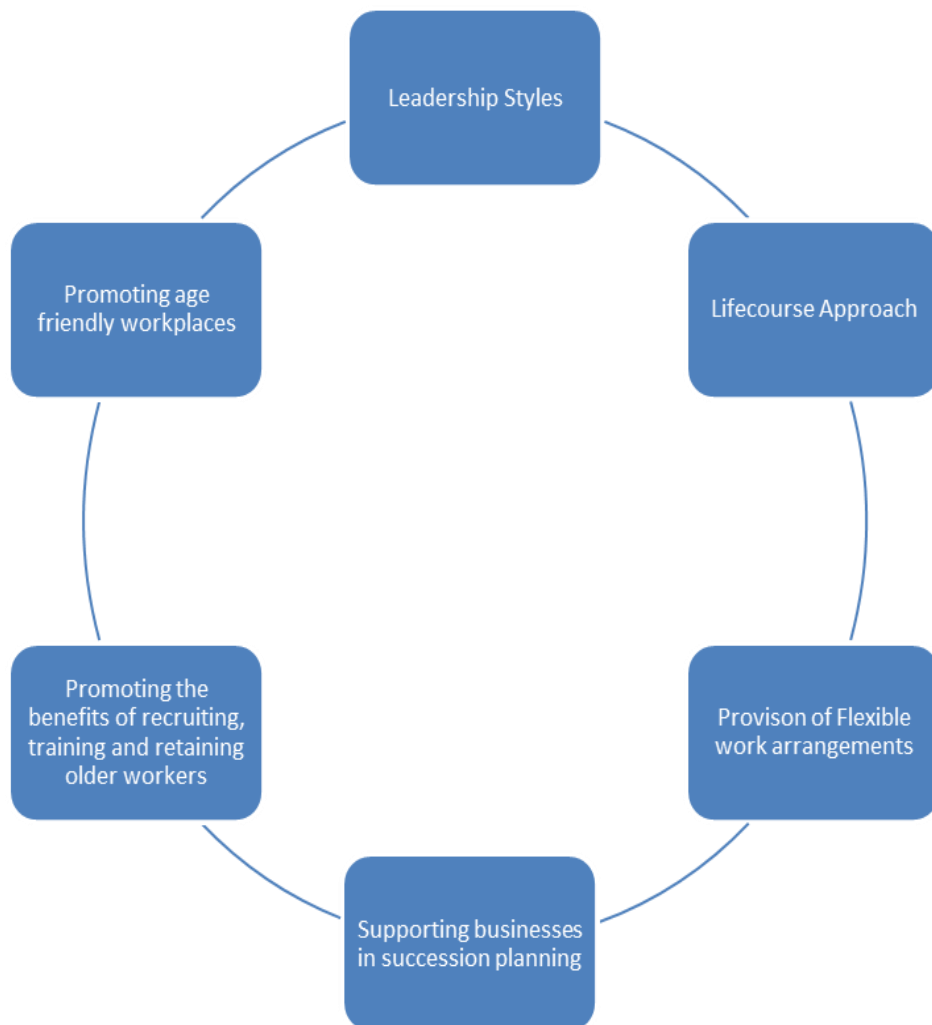 Leadership Styles
Promoting age
friendly workplaces
Lifecourse Approach
Promoting the
benefits of recruiting,
training and retaining
older workers
Provison of Flexible
work arrangements
Supporting businesses
in succession planning